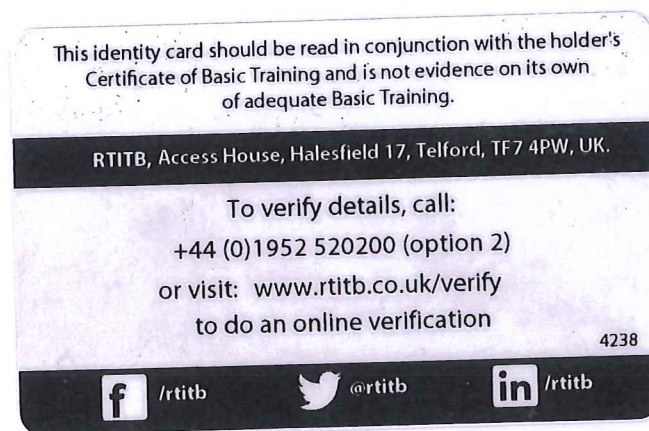 This identity card should be read in conjunction with the holder's
Certificate of Basic Training and is not evidence on its own
of adequate Basic Training.
RTITB, Access House, Halesfield 17, Telford, TF7 4PW, UK.
To verify details, call:
+44 (0)1952 520200 (option 2)
or visit: www.rtitb.co.uk/verify
to do an online verification
4238
f /rtitb @rtitb in /rtitb